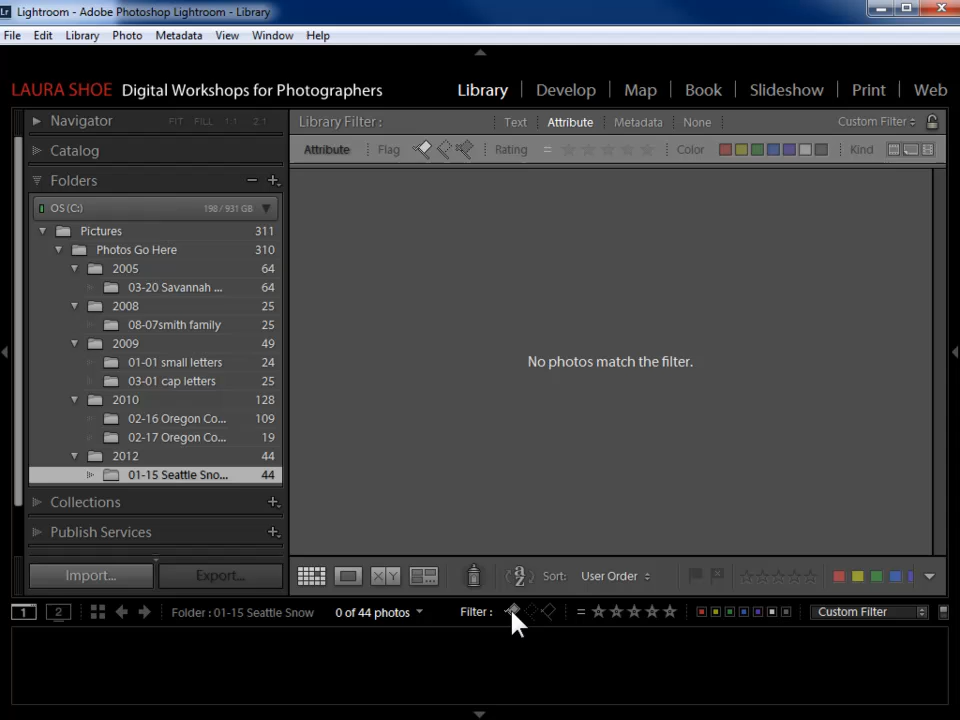 Lr Lightroom - Adobe Photoshop Lightroom - Library
File Edit Library Photo Metadata View Window Help
LAURA SHOE Digital Workshops for Photographers Library Develop Map Book Slideshow Print Web
Navigator FIT FILL 1:1 2:1
Library Filter : Text Attribute Metadata None Custom Filter
Catalog
Attribute Flag Rating = Color Kind
Folders
OS (C:) 198 / 931 GB
Pictures 311
Photos Go Here 310
2005 64
03-20 Savannah ... 64
2008 25
08-07smith family 25
2009 49
01-01 small letters 24
No photos match the filter.
03-01 cap letters 25
2010 128
02-16 Oregon Co... 109
02-17 Oregon Co... 19
2012 44
01-15 Seattle Sno... 44
Collections
Publish Services
Import... Export... X Y a z Sort: User Order
1 2 Folder : 01-15 Seattle Snow 0 of 44 photos Filter : = Custom Filter